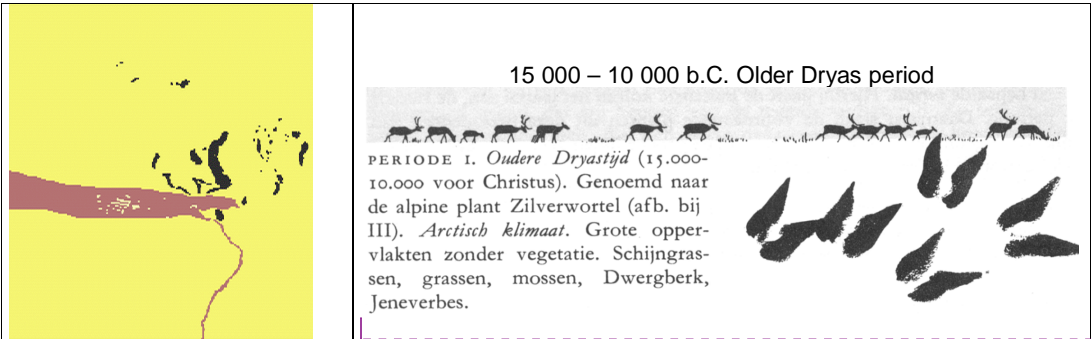 15 000 – 10 000 b.C. Older Dryas period
PERIODE I. Oudere Dryastijd (15.000-
10.000 voor Christus). Genoemd naar
de alpine plant Zilverwortel (afb. bij
III). Arctisch klimaat. Grote opper-
vlakten zonder vegetatie. Schijngras-
sen, grassen, mossen, Dwergberk,
Jeneverbes.